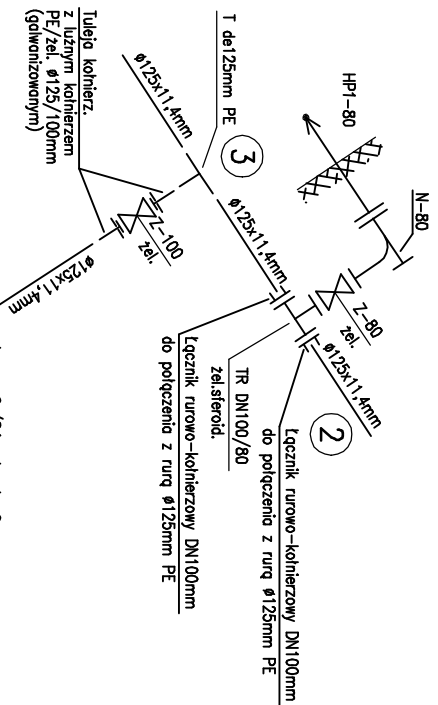 HP1-80
N-80
Z-80
żel.
ø125x11,4mm
2
Łącznik rurowo-kołnierzowy DN100mm
do połączenia z rurą ø125mm PE
TR DN100/80
żel.sferoid.
Łącznik rurowo-kołnierzowy DN100mm
do połączenia z rurą ø125mm PE
ø125x11,4mm
3
T de125mm PE
ø125x11,4mm
Z-100
żel.
ø125x11,4mm
Tuleja kołnierz.
z luźnym kołnierzem
PE/żel. ø125/100mm
(galwanizowanym)